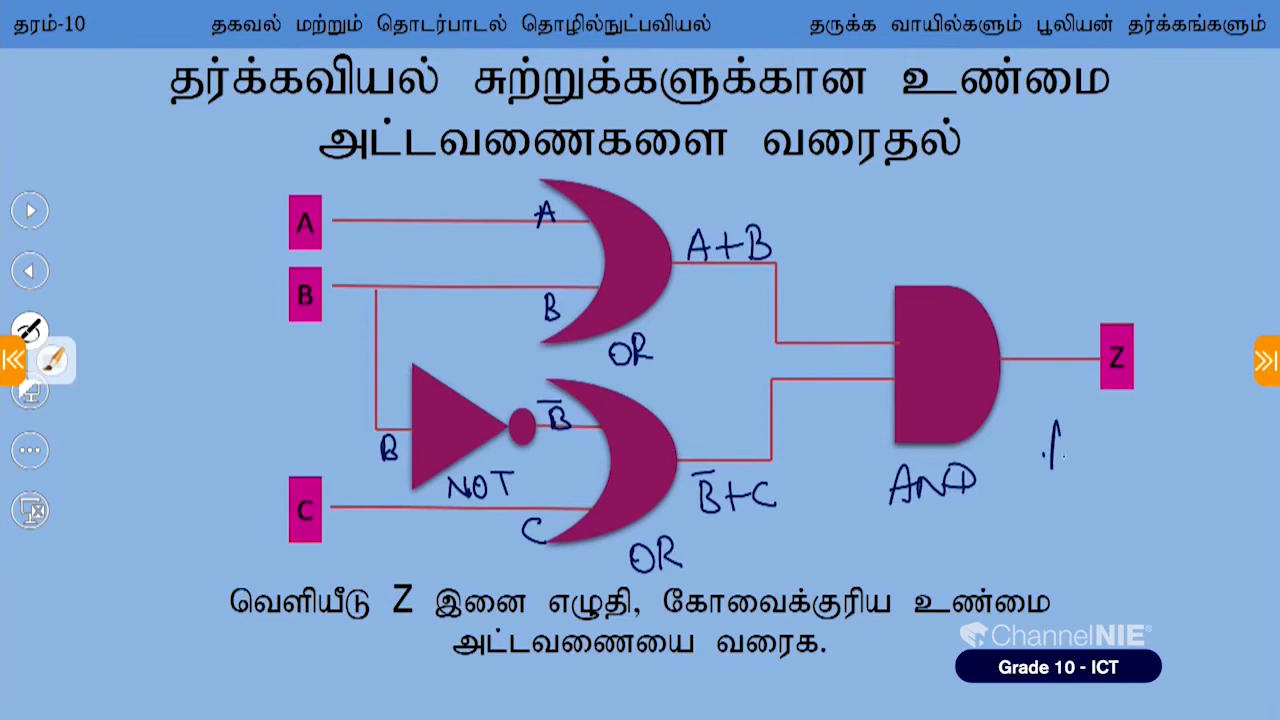 தரம்-10 தகவல் மற்றும் தொடர்பாடல் தொழில்நுட்பவியல் தருக்க வாயில்களும் பூலியன் தர்க்கங்களும்
தர்க்கவியல் சுற்றுக்களுக்கான உண்மை
அட்டவணைகளை வரைதல்
A
A
A+B
B
B
OR
Z
B̅
B
NOT
AND
B̅+C
C
C
OR
வெளியீடு Z இனை எழுதி, கோவைக்குரிய உண்மை
அட்டவணையை வரைக.
ChannelNIE®
Grade 10 - ICT